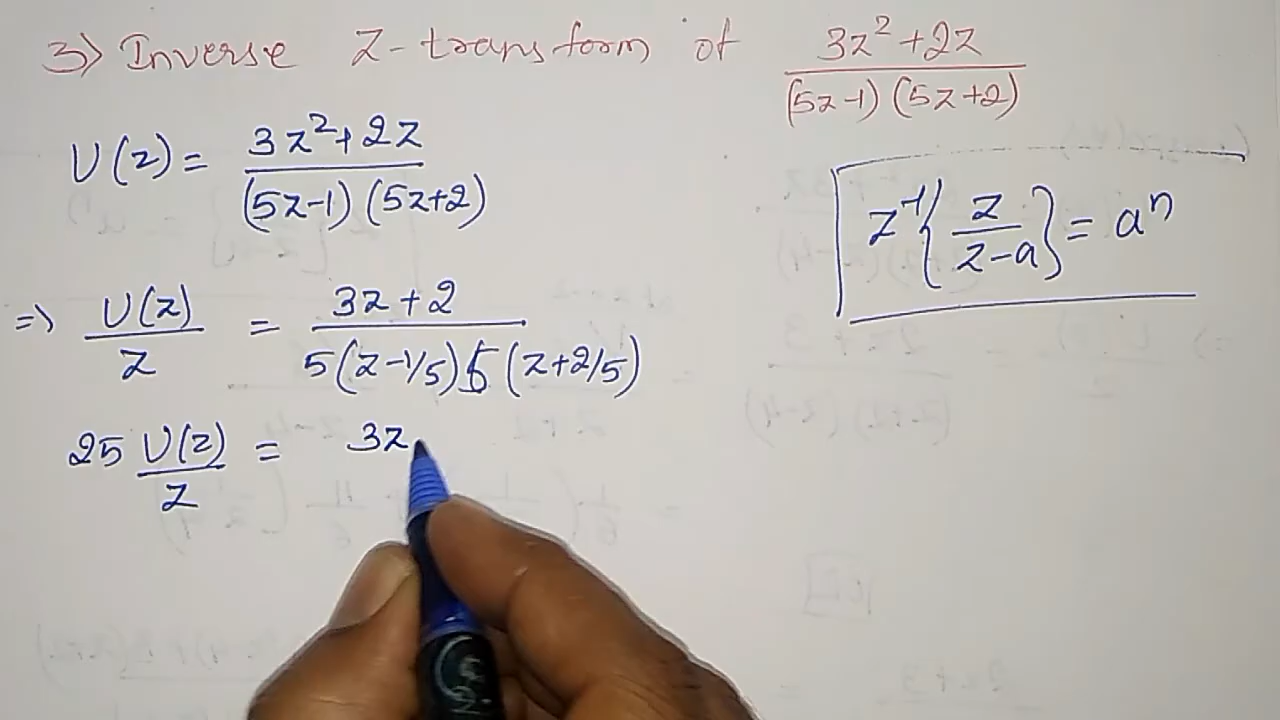 3) Inverse Z-transform of (3z² + 2z) / ((5z-1)(5z+2))
U(z) = (3z² + 2z) / ((5z-1)(5z+2))
z⁻¹{z / (z-a)} = aⁿ
=> U(z)/z = (3z + 2) / (5(z-1/5) 5(z+2/5))
25 U(z)/z = 3z